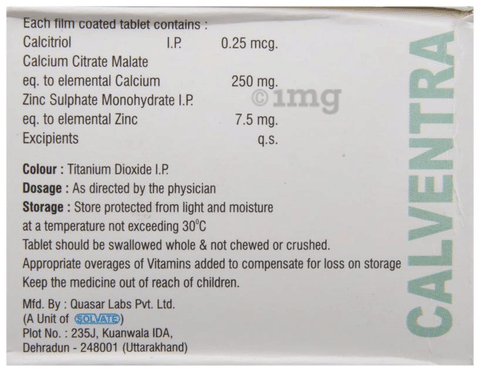 Each film coated tablet contains :
Calcitriol I.P. 0.25 mcg.
Calcium Citrate Malate
eq. to elemental Calcium 250 mg.
Zinc Sulphate Monohydrate I.P.
eq. to elemental Zinc 7.5 mg.
Excipients q.s.
Colour : Titanium Dioxide I.P.
Dosage : As directed by the physician
Storage : Store protected from light and moisture
at a temperature not exceeding 30°C
Tablet should be swallowed whole & not chewed or crushed.
Appropriate overages of Vitamins added to compensate for loss on storage
Keep the medicine out of reach of children.
Mfd. By : Quasar Labs Pvt. Ltd.
(A Unit of SOLVATE)
Plot No. : 235J, Kuanwala IDA,
Dehradun - 248001 (Uttarakhand)
CALVENTRA
©1mg